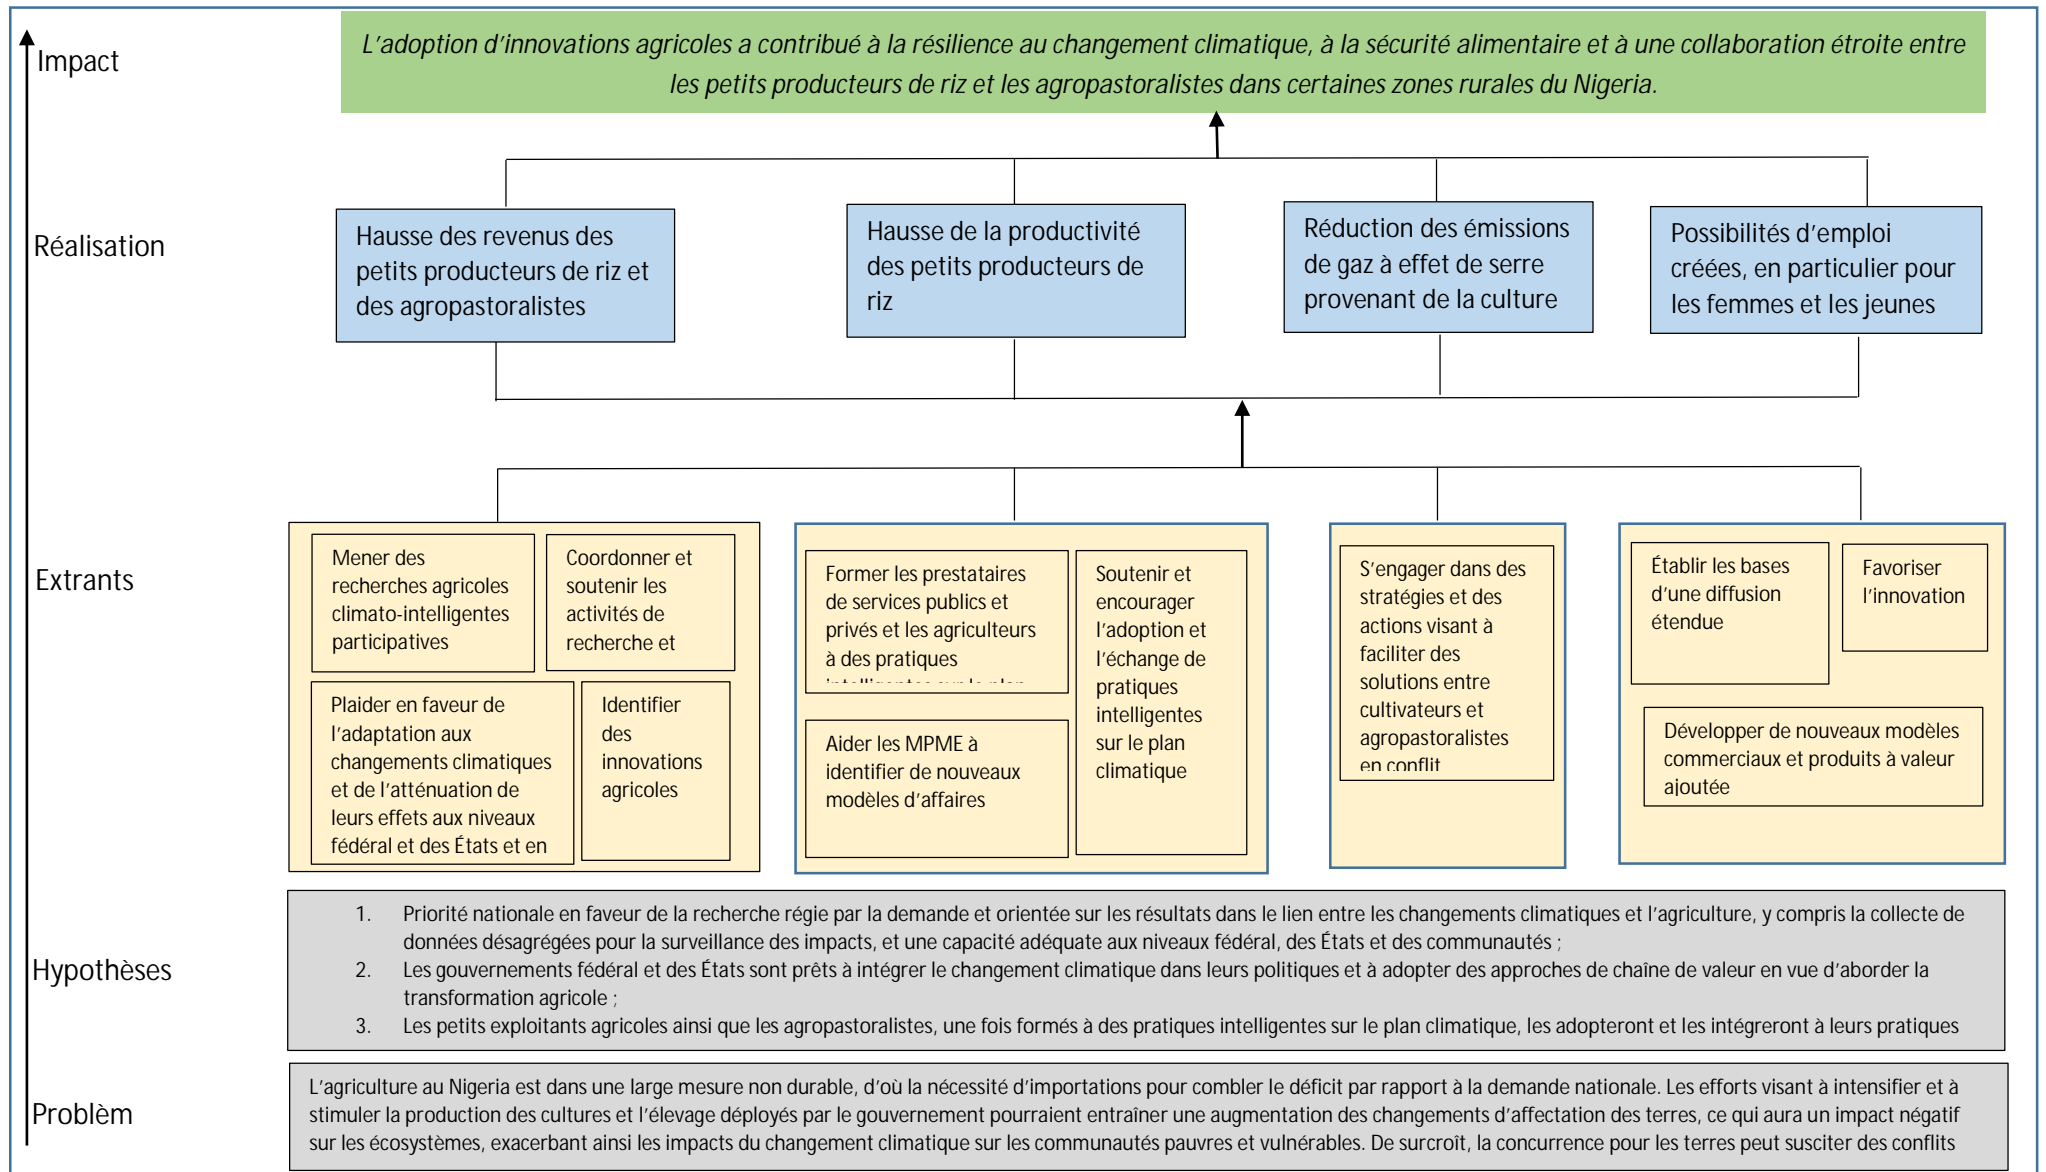 Impact
L'adoption d'innovations agricoles a contribué à la résilience au changement climatique, à la sécurité alimentaire et à une collaboration étroite entre
les petits producteurs de riz et les agropastoralistes dans certaines zones rurales du Nigeria.
Réalisation
Hausse des revenus des
petits producteurs de riz et
des agropastoralistes
Hausse de la productivité
des petits producteurs de
riz
Réduction des émissions
de gaz à effet de serre
provenant de la culture
Possibilités d'emploi
créées, en particulier pour
les femmes et les jeunes
Extrants
Mener des
recherches agricoles
climato-intelligentes
participatives
Coordonner et
soutenir les
activités de
recherche et
Plaider en faveur de
l'adaptation aux
changements climatiques
et de l'atténuation de
leurs effets aux niveaux
fédéral et des États et en
Identifier
des
innovations
agricoles
Former les prestataires
de services publics et
privés et les agriculteurs
à des pratiques
intelligentes sur le plan
Aider les MPME à
identifier de nouveaux
modèles d'affaires
Soutenir et
encourager
l'adoption et
l'échange de
pratiques
intelligentes
sur le plan
climatique
S'engager dans des
stratégies et des
actions visant à
faciliter des
solutions entre
cultivateurs et
agropastoralistes
en conflit
Établir les bases
d'une diffusion
étendue
Favoriser
l'innovation
Développer de nouveaux modèles
commerciaux et produits à valeur
ajoutée
Hypothèses
1. Priorité nationale en faveur de la recherche régie par la demande et orientée sur les résultats dans le lien entre les changements climatiques et l'agriculture, y compris la collecte de
données désagrégées pour la surveillance des impacts, et une capacité adéquate aux niveaux fédéral, des États et des communautés ;
2. Les gouvernements fédéral et des États sont prêts à intégrer le changement climatique dans leurs politiques et à adopter des approches de chaîne de valeur en vue d'aborder la
transformation agricole ;
3. Les petits exploitants agricoles ainsi que les agropastoralistes, une fois formés à des pratiques intelligentes sur le plan climatique, les adopteront et les intégreront à leurs pratiques
Problèm
L'agriculture au Nigeria est dans une large mesure non durable, d'où la nécessité d'importations pour combler le déficit par rapport à la demande nationale. Les efforts visant à intensifier et à
stimuler la production des cultures et l'élevage déployés par le gouvernement pourraient entraîner une augmentation des changements d'affectation des terres, ce qui aura un impact négatif
sur les écosystèmes, exacerbant ainsi les impacts du changement climatique sur les communautés pauvres et vulnérables. De surcroît, la concurrence pour les terres peut susciter des conflits